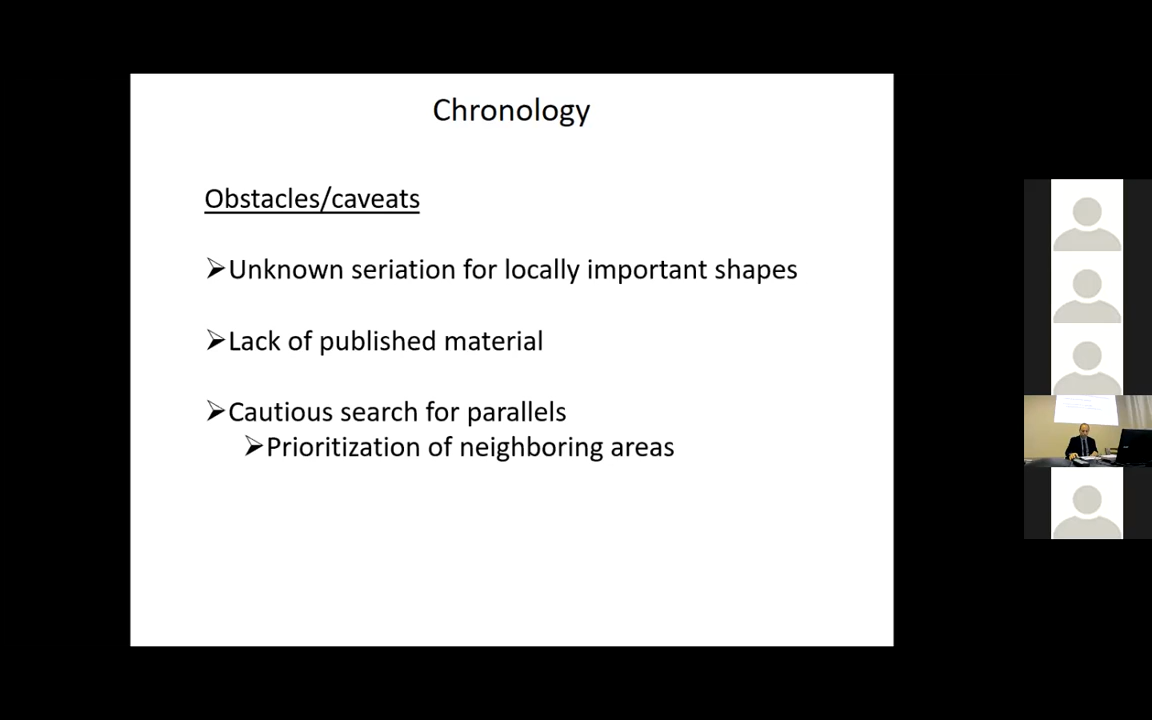 Chronology
Obstacles/caveats
➢Unknown seriation for locally important shapes
➢Lack of published material
➢Cautious search for parallels
➢Prioritization of neighboring areas